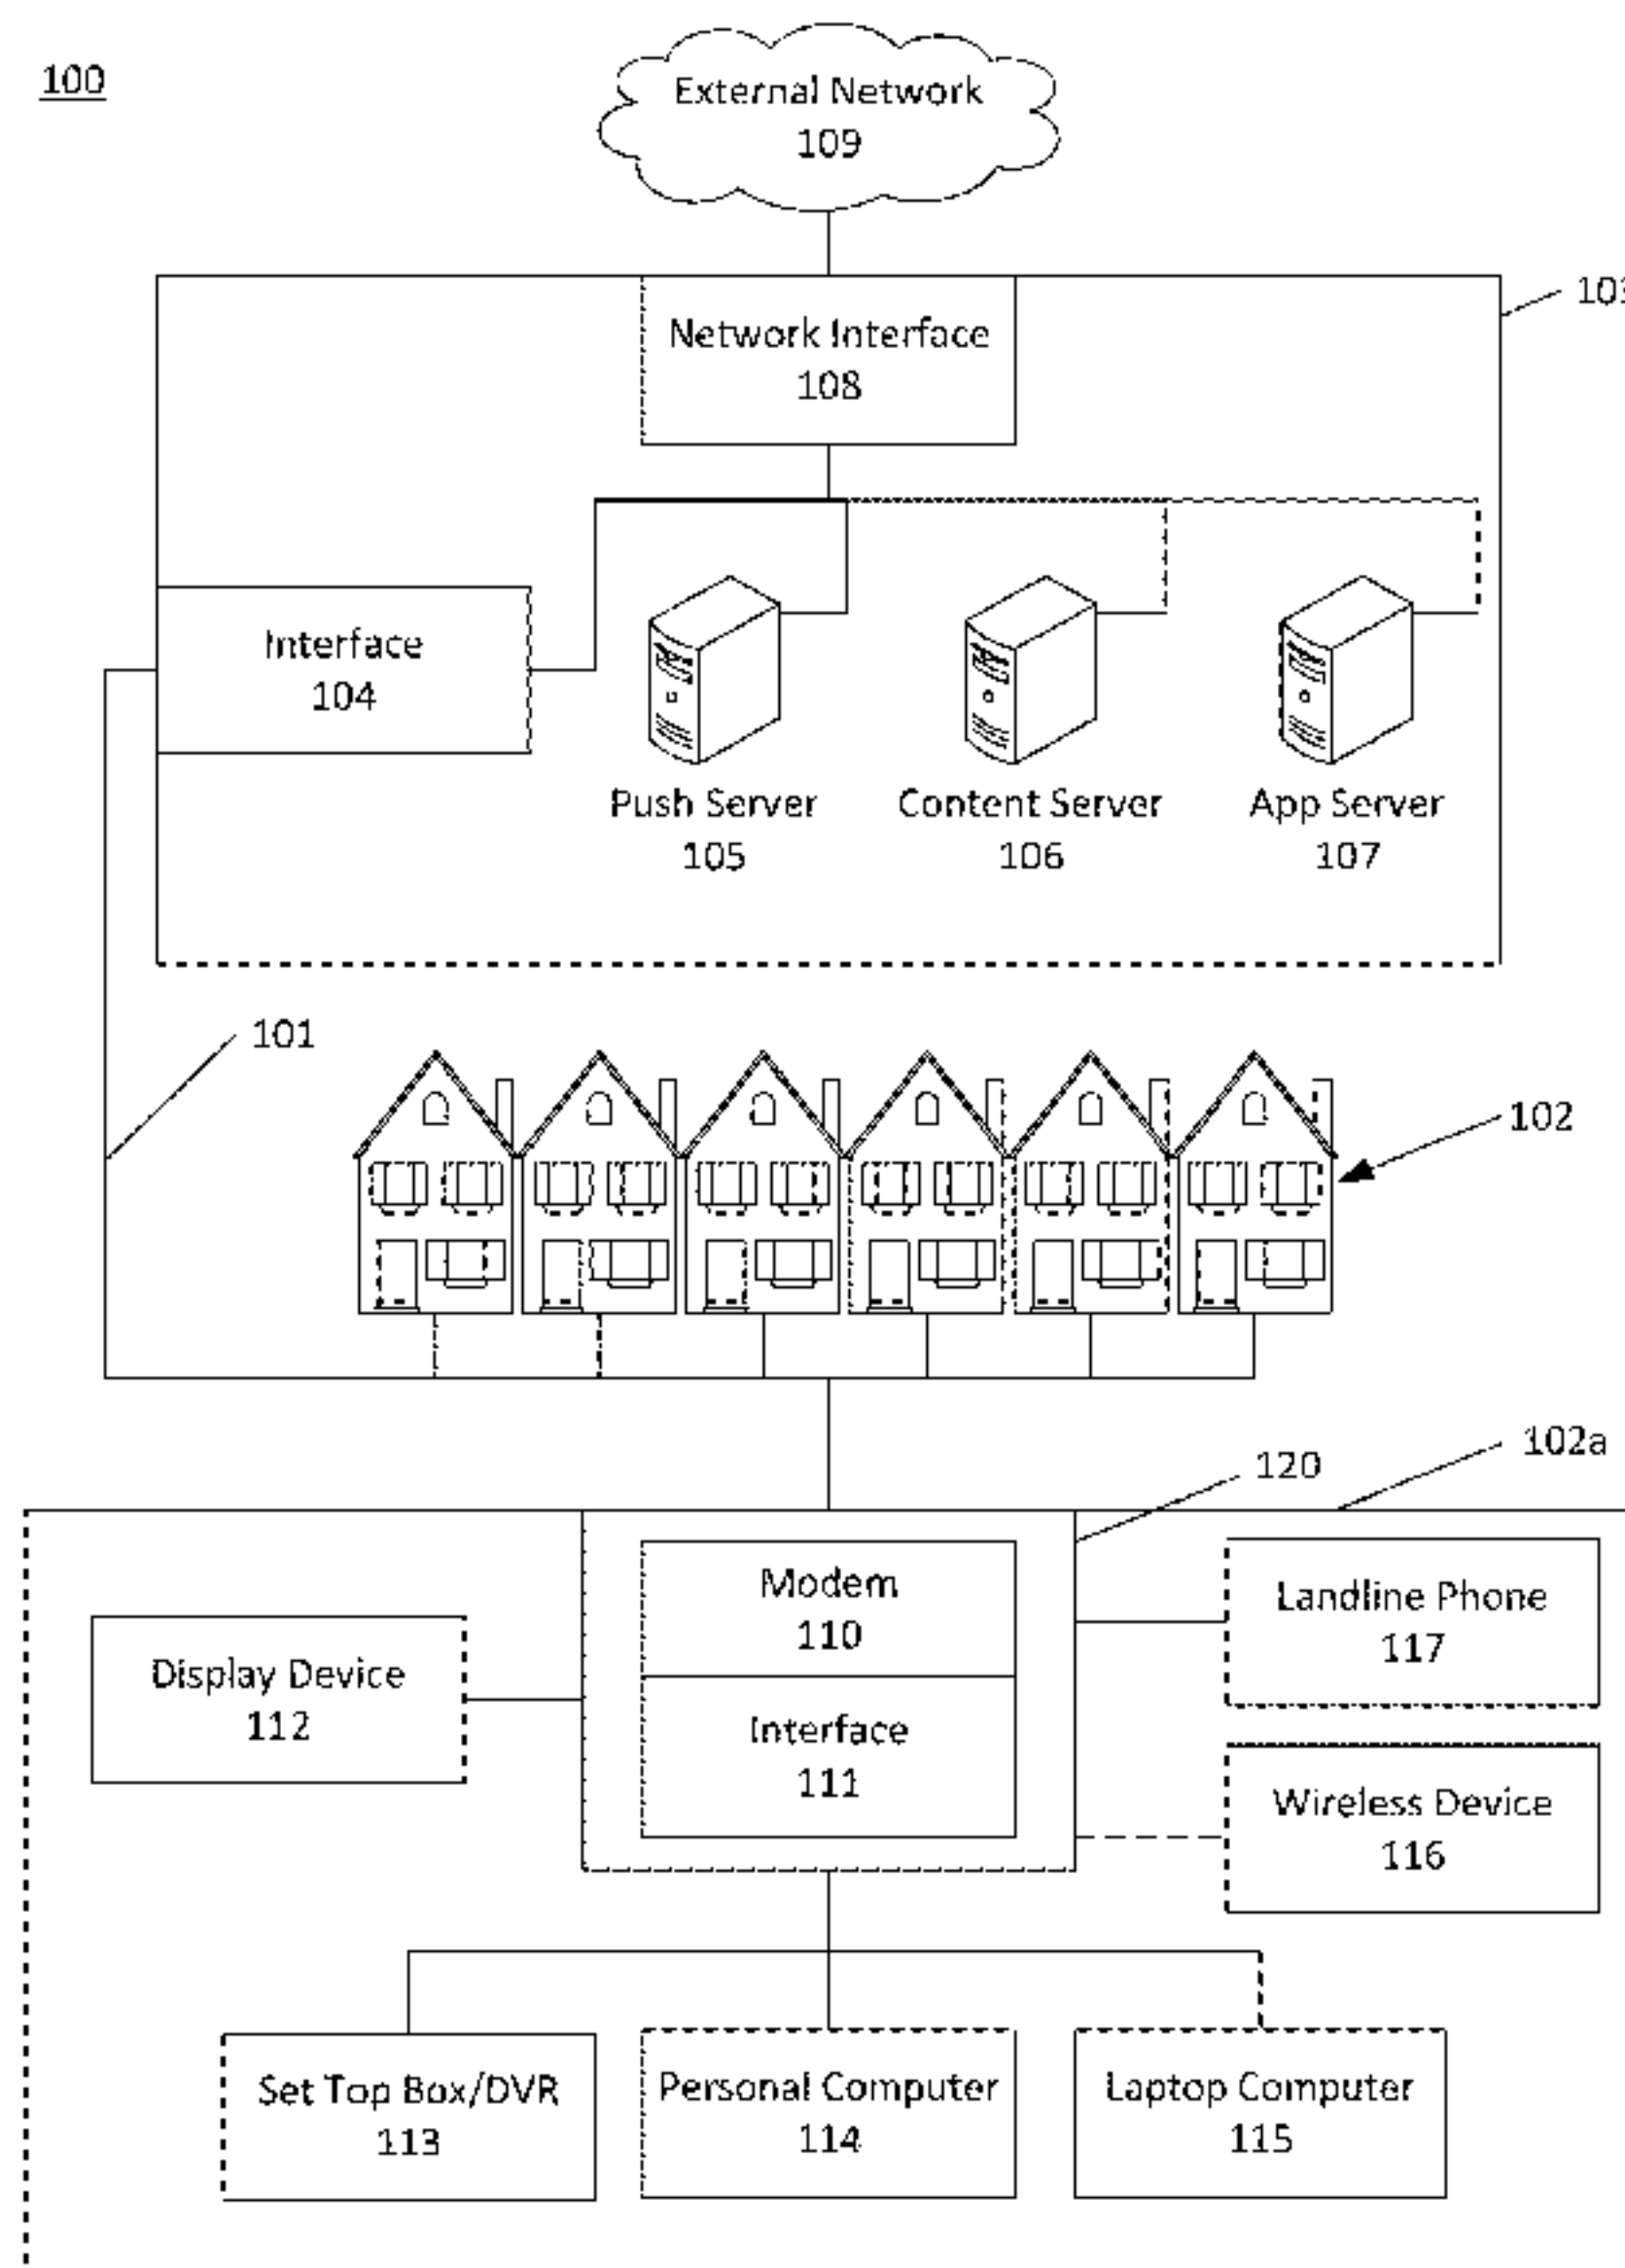 100
External Network
109
103
Network Interface
108
Interface
104
Push Server
105
Content Server
106
App Server
107
101
102
102a
120
Modem
110
Landline Phone
117
Display Device
112
Interface
111
Wireless Device
116
Set Top Box/DVR
113
Personal Computer
114
Laptop Computer
115